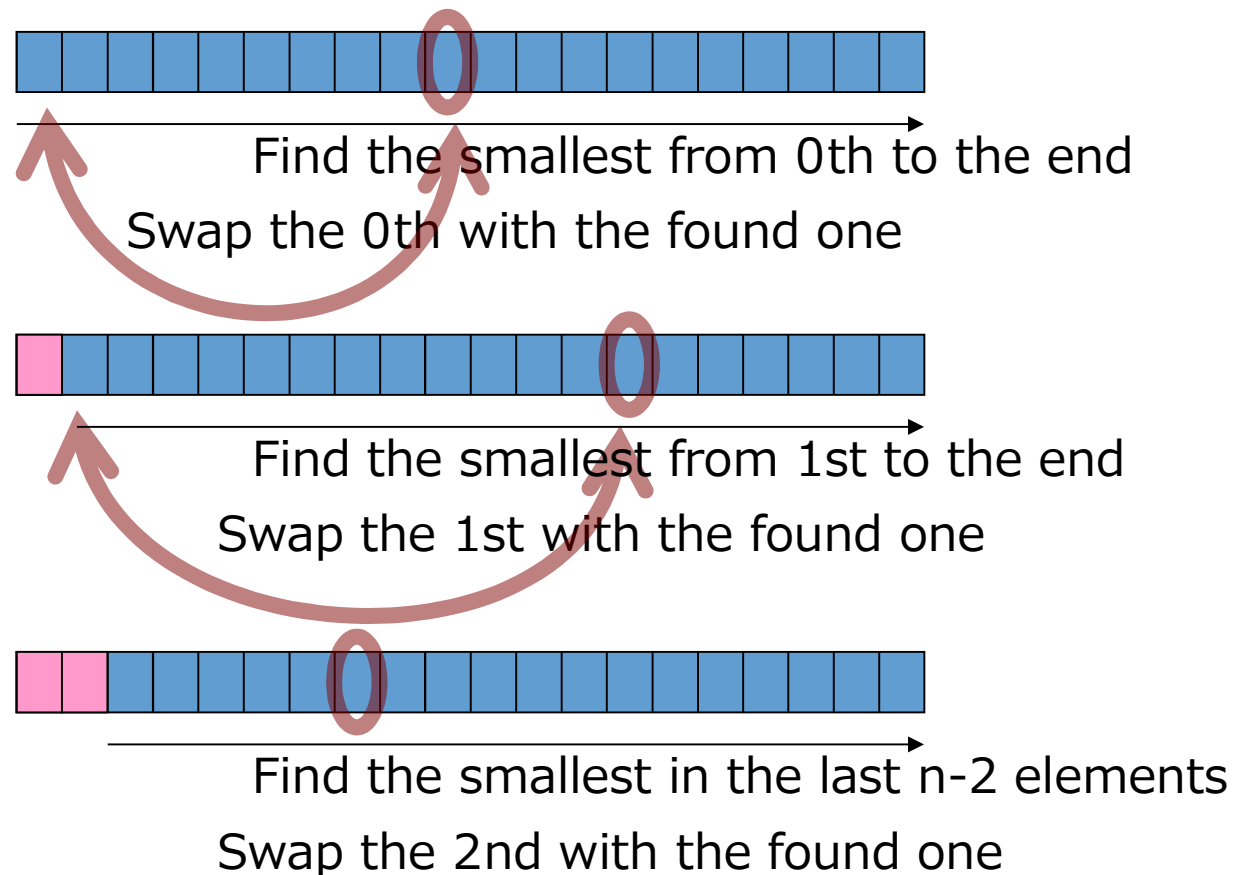 Find the smallest from 0th to the end
Swap the 0th with the found one
Find the smallest from 1st to the end
Swap the 1st with the found one
Find the smallest in the last n-2 elements
Swap the 2nd with the found one